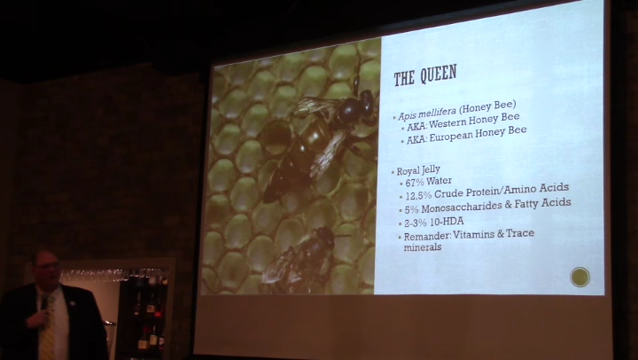 THE QUEEN
Apis mellifera (Honey Bee)
AKA: Western Honey Bee
AKA: European Honey Bee
Royal Jelly
67% Water
12.5% Crude Protein/Amino Acids
5% Monosaccharides & Fatty Acids
2-3% 10-HDA
Remander: Vitamins & Trace
minerals